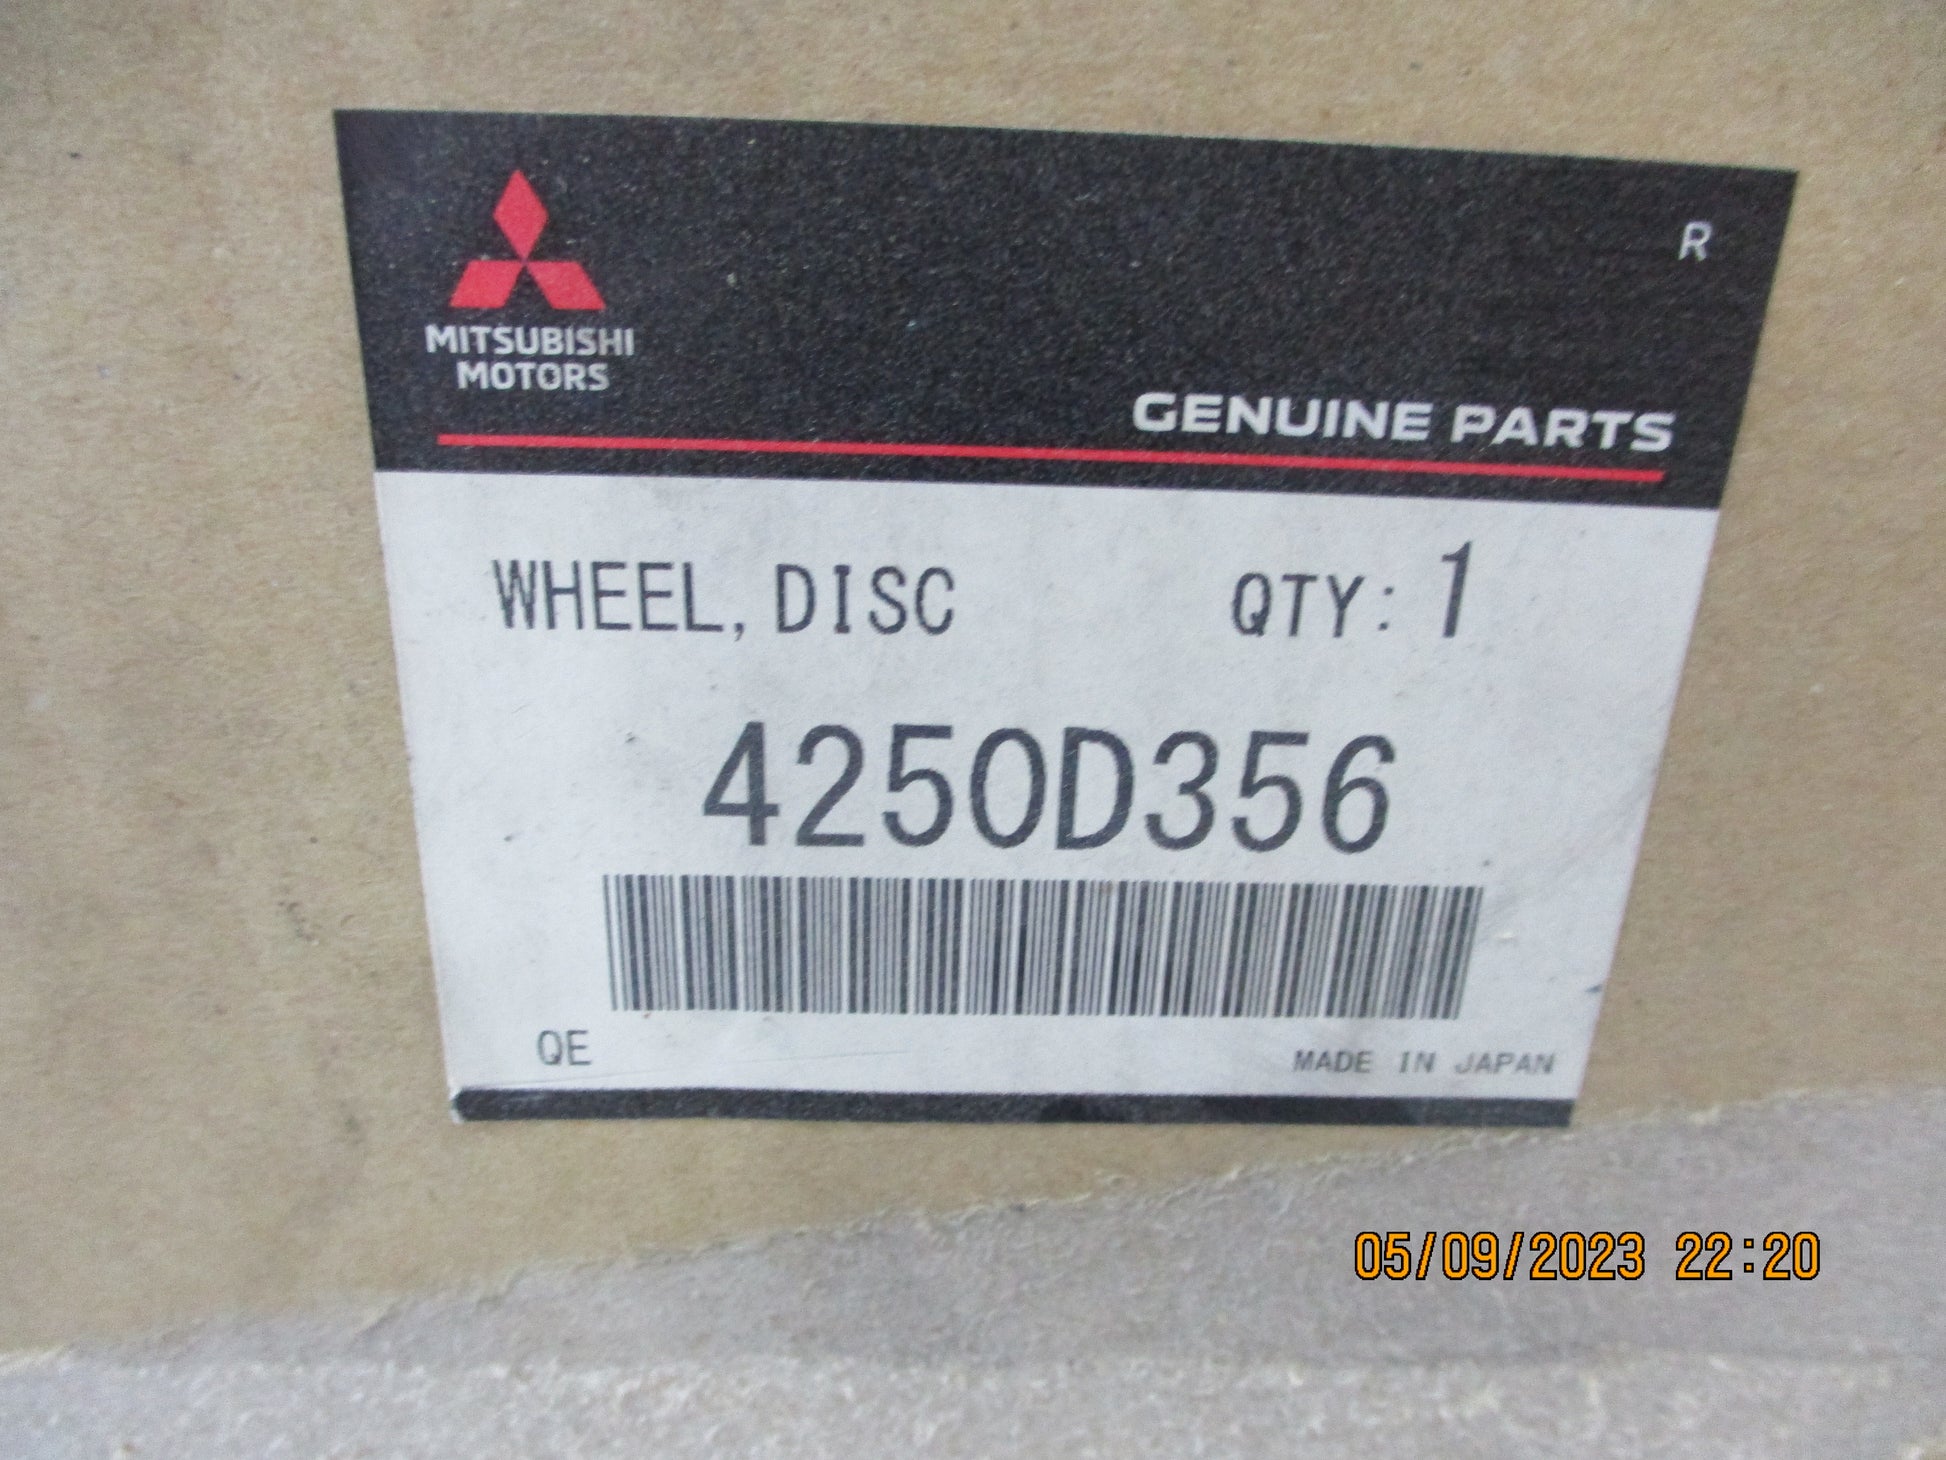 R
MITSUBISHI
MOTORS
GENUINE PARTS
WHEEL, DISC QTY: 1
4250D356
QE
MADE IN JAPAN
05/09/2023 22:20